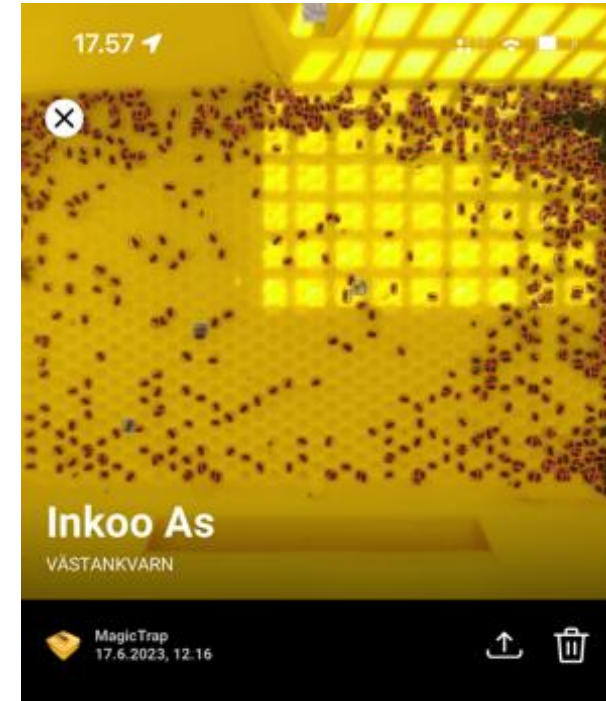 17.57
Inkoo As
VÄSTANKVARN
MagicTrap
17.6.2023, 12.16